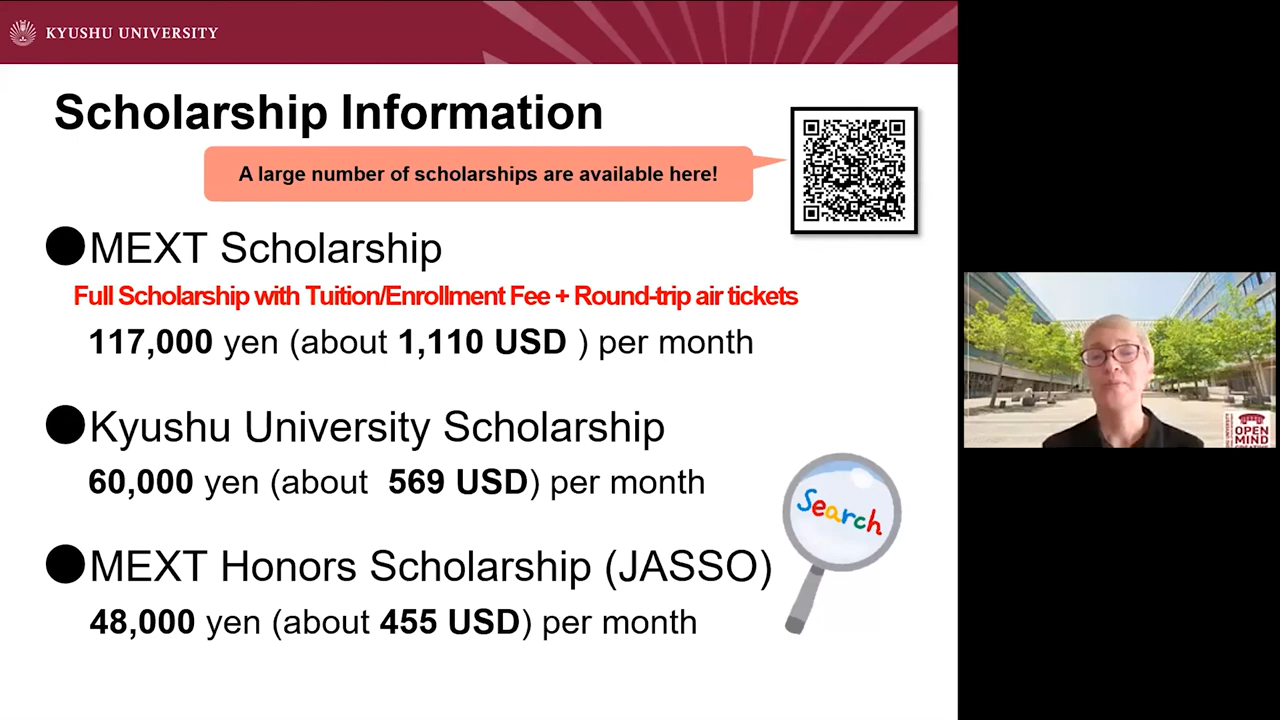 KYUSHU UNIVERSITY
Scholarship Information
A large number of scholarships are available here!
●MEXT Scholarship
Full Scholarship with Tuition/Enrollment Fee + Round-trip air tickets
117,000 yen (about 1,110 USD ) per month
●Kyushu University Scholarship
60,000 yen (about 569 USD) per month
Search
●MEXT Honors Scholarship (JASSO)
48,000 yen (about 455 USD) per month
OPEN
MIND